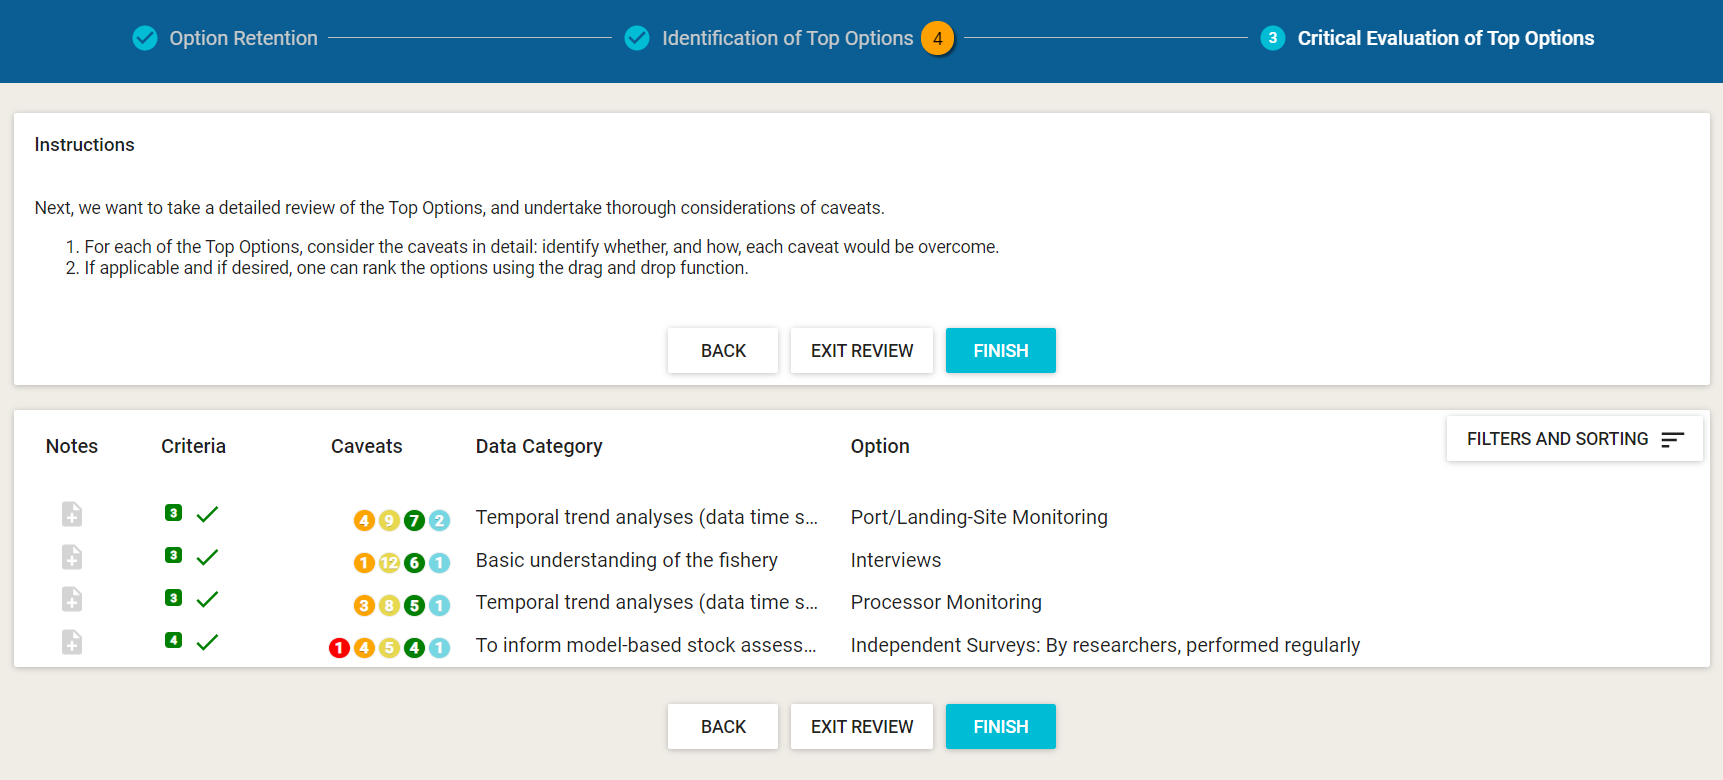 Option Retention
Identification of Top Options 4
3 Critical Evaluation of Top Options
Instructions
Next, we want to take a detailed review of the Top Options, and undertake thorough considerations of caveats.
1. For each of the Top Options, consider the caveats in detail: identify whether, and how, each caveat would be overcome.
2. If applicable and if desired, one can rank the options using the drag and drop function.
BACK EXIT REVIEW FINISH
FILTERS AND SORTING
Notes Criteria Caveats Data Category Option
3 4 9 7 2 Temporal trend analyses (data time s... Port/Landing-Site Monitoring
3 1 12 6 1 Basic understanding of the fishery Interviews
3 3 8 5 1 Temporal trend analyses (data time s... Processor Monitoring
4 1 4 5 4 1 To inform model-based stock assess... Independent Surveys: By researchers, performed regularly
BACK EXIT REVIEW FINISH